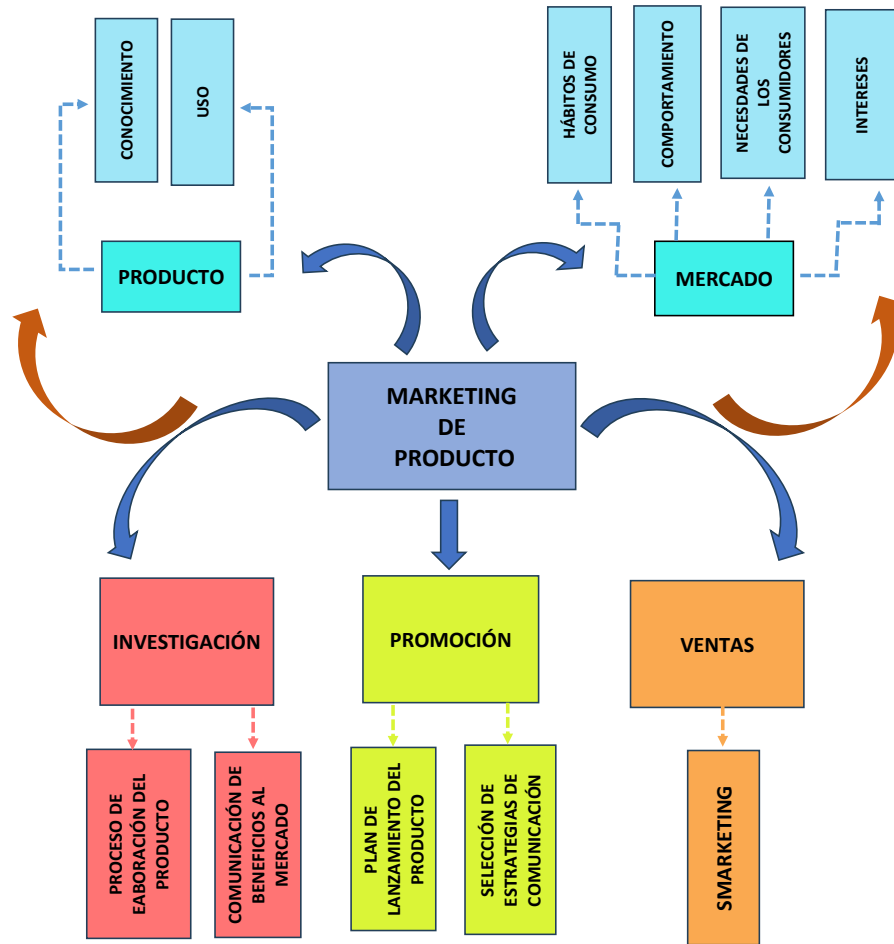 CONOCIMIENTO
USO
HÁBITOS DE
CONSUMO
COMPORTAMIENTO
NECESDADES DE
LOS
CONSUMIDORES
INTERESES
PRODUCTO
MERCADO
MARKETING
DE
PRODUCTO
INVESTIGACIÓN
PROMOCIÓN
VENTAS
PROCESO DE
EABORACIÓN DEL
PRODUCTO
COMUNICACIÓN DE
BENEFICIOS AL
MERCADO
PLAN DE
LANZAMIENTO DEL
PRODUCTO
SELECCIÓN DE
ESTRATEGIAS DE
COMUNICACIÓN
SMARKETING